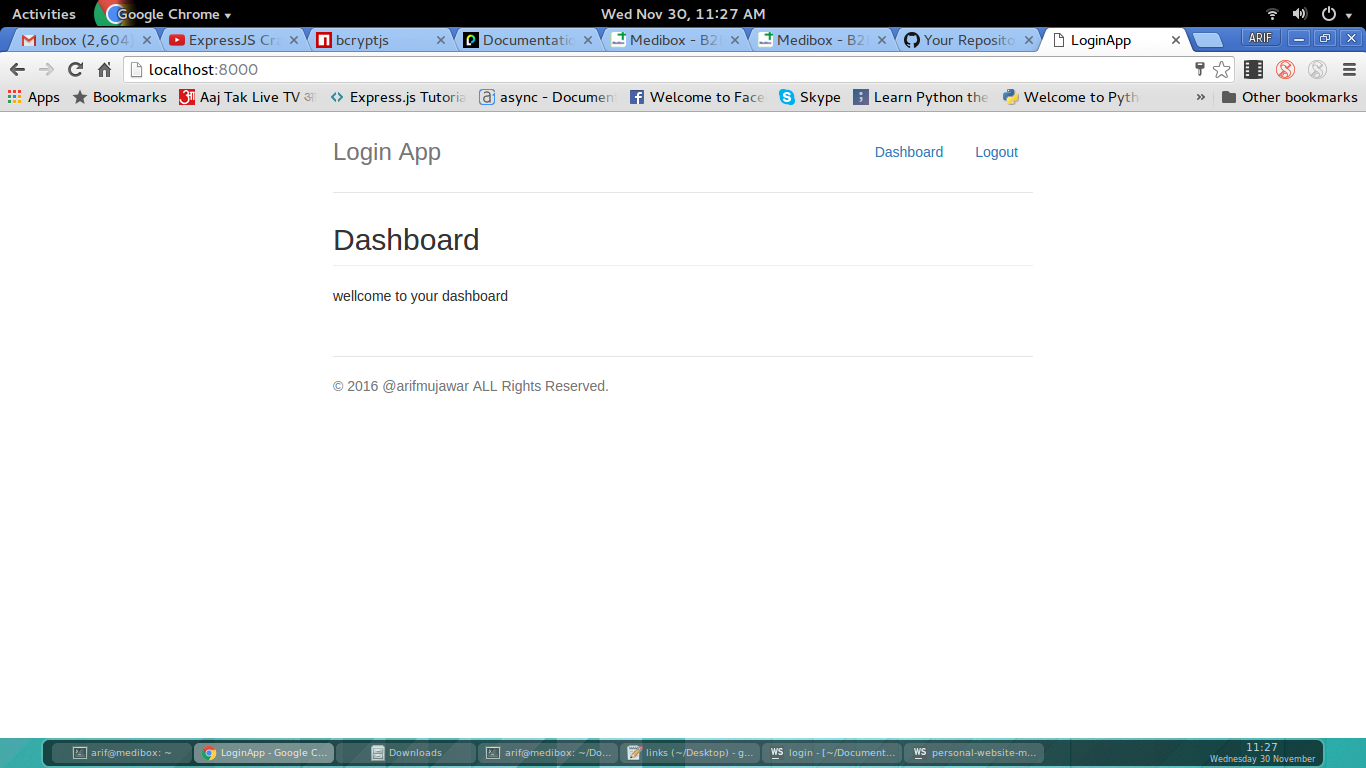 Activities Google Chrome Wed Nov 30, 11:27 AM
Inbox (2,604) ExpressJS Cra bcryptjs Documentatio Medibox - B2 Medibox - B2 Your Reposito LoginApp ARIF
localhost:8000
Apps Bookmarks Aaj Tak Live TV आ Express.js Tutoria async - Documen Welcome to Face Skype Learn Python the Welcome to Pyth » Other bookmarks
Login App Dashboard Logout
Dashboard
wellcome to your dashboard
© 2016 @arifmujawar ALL Rights Reserved.
arif@medibox: ~ LoginApp - Google C... Downloads arif@medibox: ~/Do... links (~/Desktop) - g... WS login - [~/Document... WS personal-website-m... 11:27
Wednesday 30 November